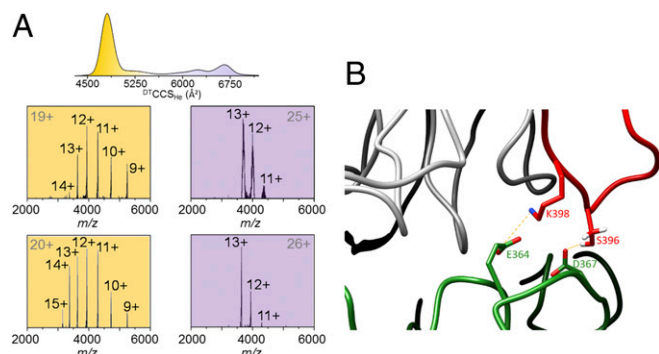 A
4500 5250 6000 6750
ᴰᵀCCSHe (Å²)
19+
14+ 13+ 12+ 11+ 10+ 9+
25+
13+ 12+ 11+
2000 4000 6000
m/z
2000 4000 6000
m/z
20+
15+ 14+ 13+ 12+ 11+ 10+ 9+
26+
13+ 12+ 11+
2000 4000 6000
m/z
2000 4000 6000
m/z
B
K398
S396
E364
D367